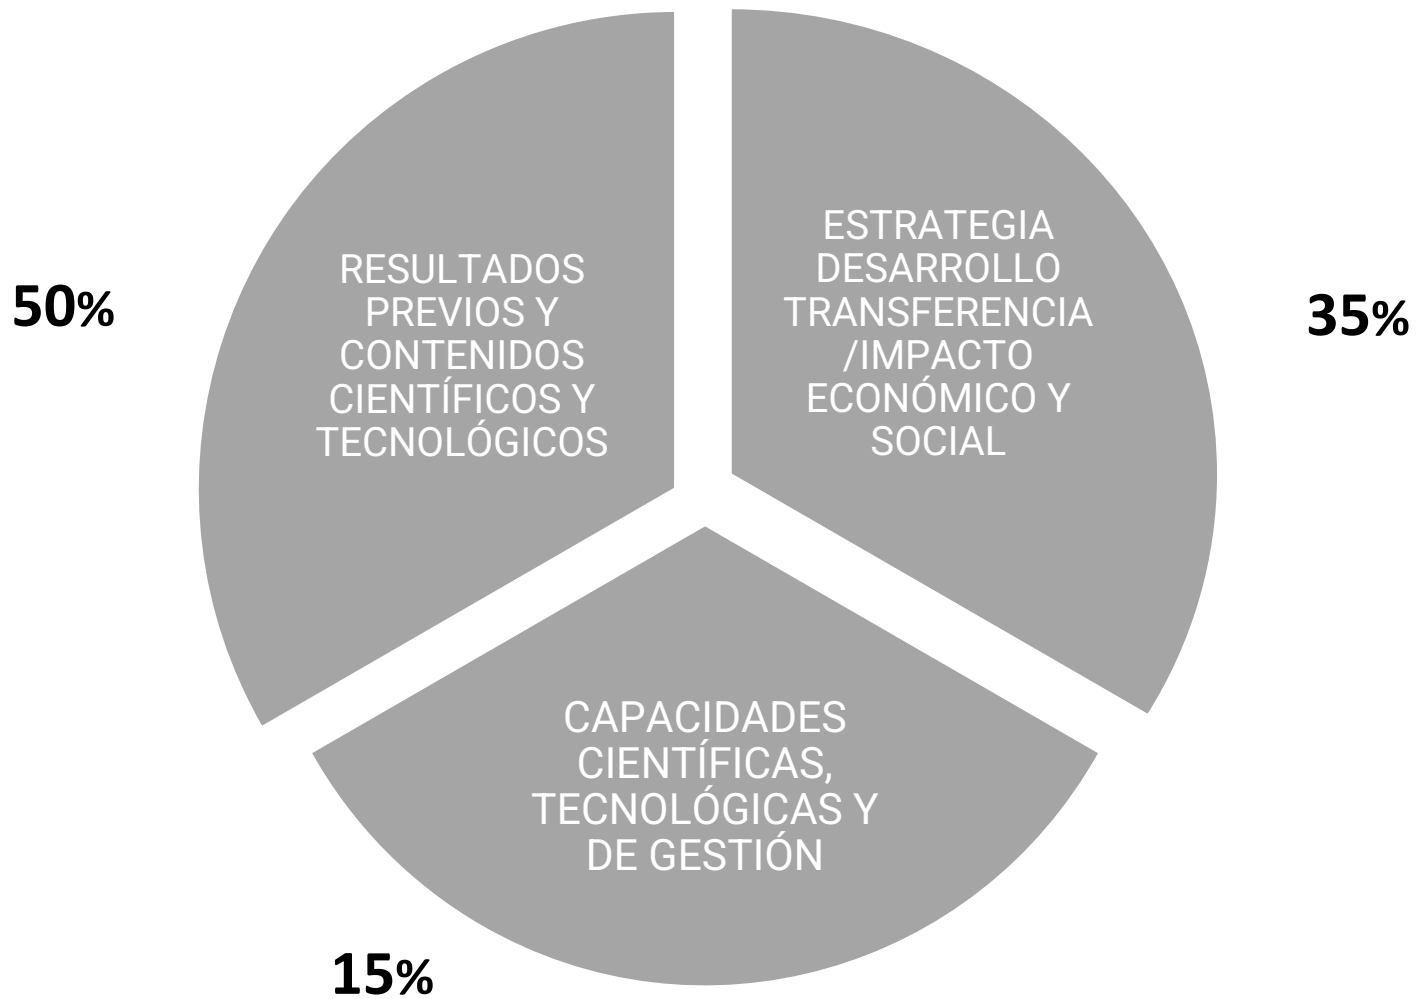 50%
RESULTADOS
PREVIOS Y
CONTENIDOS
CIENTÍFICOS Y
TECNOLÓGICOS
ESTRATEGIA
DESARROLLO
TRANSFERENCIA
/IMPACTO
ECONÓMICO Y
SOCIAL
35%
CAPACIDADES
CIENTÍFICAS,
TECNOLÓGICAS Y
DE GESTIÓN
15%